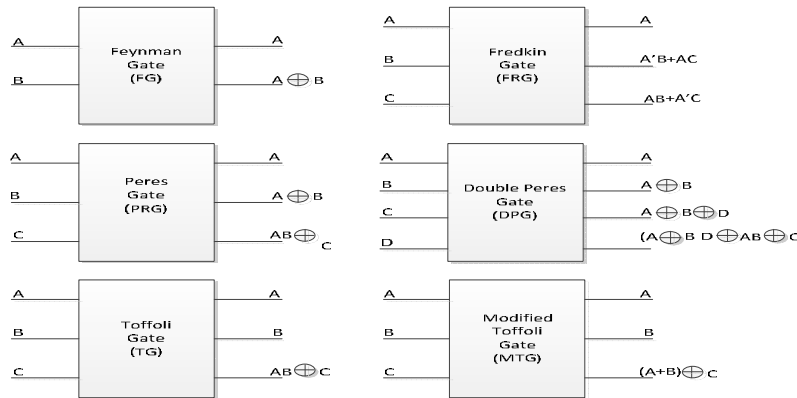 A
B
Feynman
Gate
(FG)
A
A ⊕ B
A
B
C
Fredkin
Gate
(FRG)
A
A'B+AC
AB+A'C
A
B
C
Peres
Gate
(PRG)
A
A ⊕ B
AB ⊕
C
A
B
C
D
Double Peres
Gate
(DPG)
A
A ⊕ B
A ⊕ B ⊕ D
(A ⊕ B D ⊕ AB ⊕ C
A
B
C
Toffoli
Gate
(TG)
A
B
AB ⊕ C
A
B
C
Modified
Toffoli
Gate
(MTG)
A
B
(A+B) ⊕ C